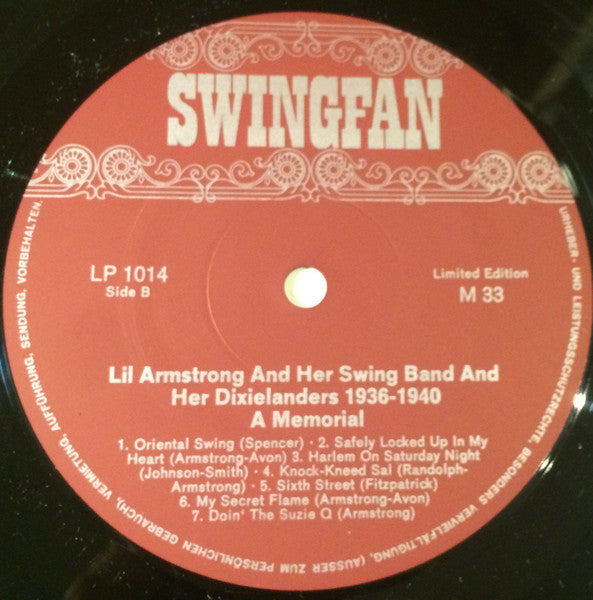 SWINGFAN
LP 1014
Side B
Limited Edition
M 33
Lil Armstrong And Her Swing Band And
Her Dixielanders 1936-1940
A Memorial
1. Oriental Swing (Spencer) · 2. Safely Locked Up In My
Heart (Armstrong-Avon) 3. Harlem On Saturday Night
(Johnson-Smith) · 4. Knock-Kneed Sal (Randolph-
Armstrong) · 5. Sixth Street (Fitzpatrick)
6. My Secret Flame (Armstrong-Avon)
7. Doin' The Suzie Q (Armstrong)
URHEBER- UND LEISTUNGSSCHUTZRECHTE, BESONDERS VERVIELFÄLTIGUNG, (AUSSER ZUM PERSÖNLICHEN GEBRAUCH), VERMIETUNG, AUFFÜHRUNG, SENDUNG, VORBEHALTEN.